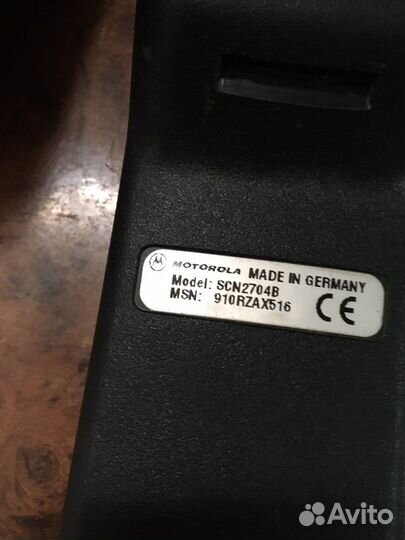 MOTOROLA MADE IN GERMANY
Model: SCN2704B
MSN: 910RZAX516
CE
Avito